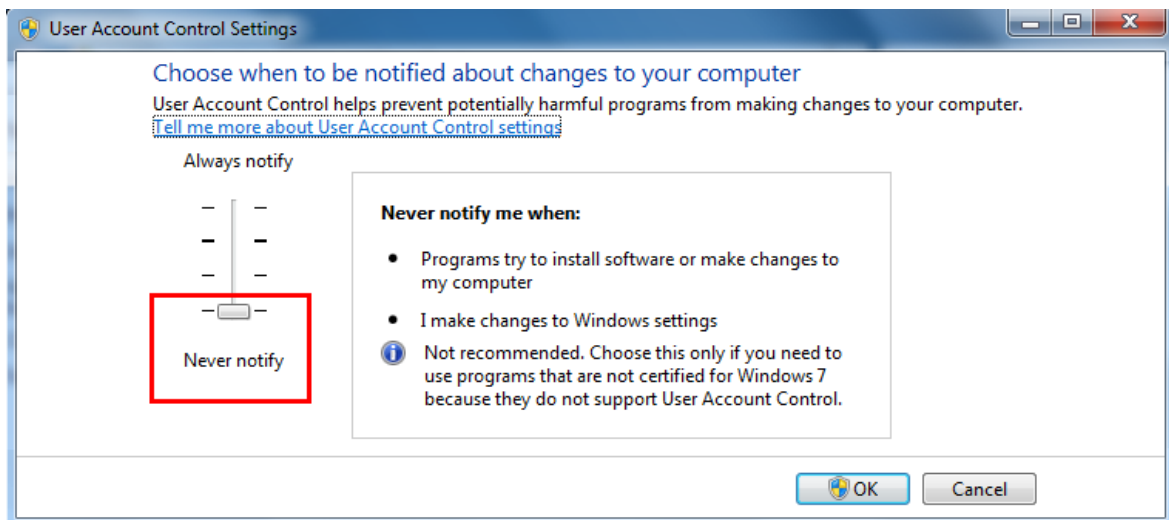 User Account Control Settings
Choose when to be notified about changes to your computer
User Account Control helps prevent potentially harmful programs from making changes to your computer.
Tell me more about User Account Control settings
Always notify
Never notify me when:
Programs try to install software or make changes to
my computer
I make changes to Windows settings
Never notify
Not recommended. Choose this only if you need to
use programs that are not certified for Windows 7
because they do not support User Account Control.
OK
Cancel